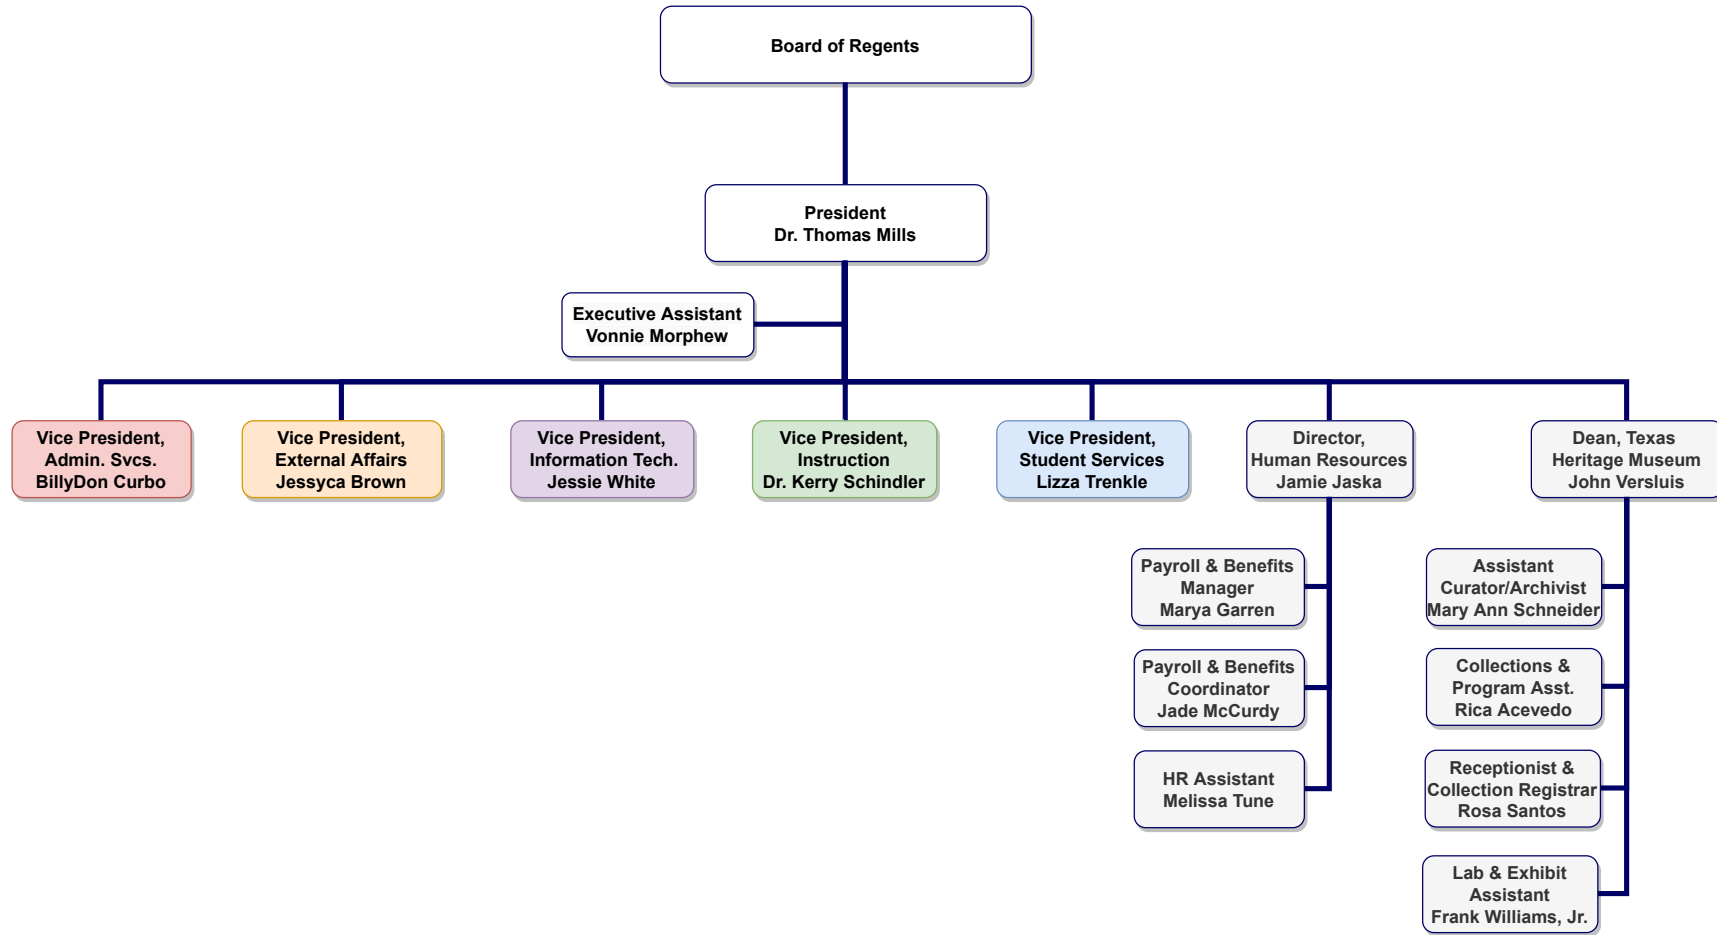 Board of Regents
President
Dr. Thomas Mills
Executive Assistant
Vonnie Morphew
Vice President,
Admin. Svcs.
BillyDon Curbo
Vice President,
External Affairs
Jessyca Brown
Vice President,
Information Tech.
Jessie White
Vice President,
Instruction
Dr. Kerry Schindler
Vice President,
Student Services
Lizza Trenkle
Director,
Human Resources
Jamie Jaska
Dean, Texas
Heritage Museum
John Versluis
Payroll & Benefits
Manager
Marya Garren
Assistant
Curator/Archivist
Mary Ann Schneider
Payroll & Benefits
Coordinator
Jade McCurdy
Collections &
Program Asst.
Rica Acevedo
HR Assistant
Melissa Tune
Receptionist &
Collection Registrar
Rosa Santos
Lab & Exhibit
Assistant
Frank Williams, Jr.